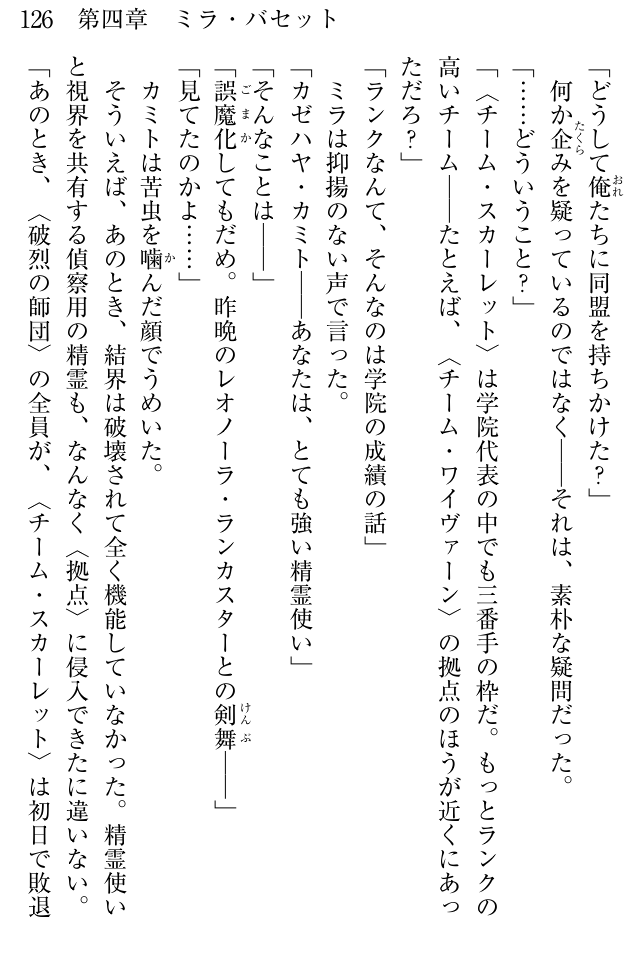 126　第四章　ミラ・バセット
「どうして俺たちに同盟を持ちかけた？」
　何か企みを疑っているのではなく――それは、素朴な疑問だった。
「……どういうこと？」
「〈チーム・スカーレット〉は学院代表の中でも三番手の枠だ。もっとランクの
高いチーム――たとえば、〈チーム・ワイヴァーン〉の拠点のほうが近くにあっ
ただろ？」
「ランクなんて、そんなのは学院の成績の話」
　ミラは抑揚のない声で言った。
「カゼハヤ・カミト――あなたは、とても強い精霊使い」
「そんなことは――」
「誤魔化してもだめ。昨晩のレオノーラ・ランカスターとの剣舞――」
「見てたのかよ……」
　カミトは苦虫を噛んだ顔でうめいた。
　そういえば、あのとき、結界は破壊されて全く機能していなかった。精霊使い
と視界を共有する偵察用の精霊も、なんなく〈拠点〉に侵入できたに違いない。
「あのとき、〈破烈の師団〉の全員が、〈チーム・スカーレット〉は初日で敗退